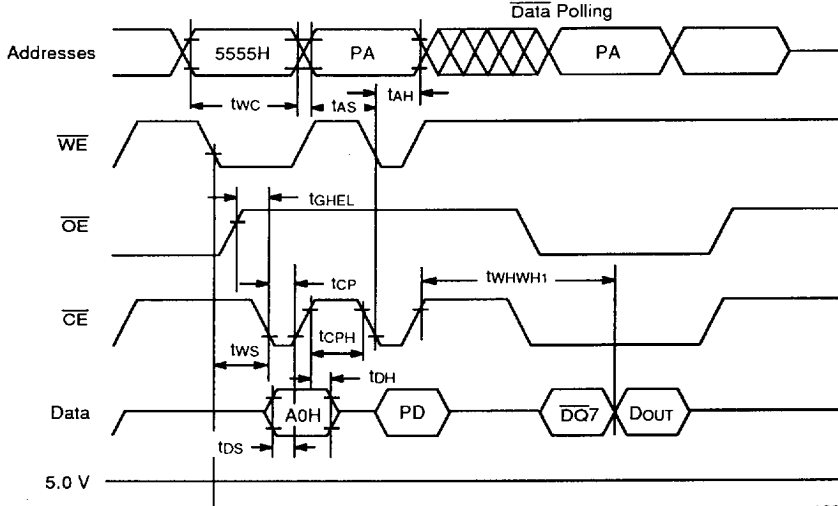 Data Polling
Addresses 5555H PA PA
tWC tAS tAH
WE
tGHEL
OE
tCP tWHWH1
CE
tWS tCPH
tDH
Data A0H PD DQ7 DOUT
tDS
5.0 V